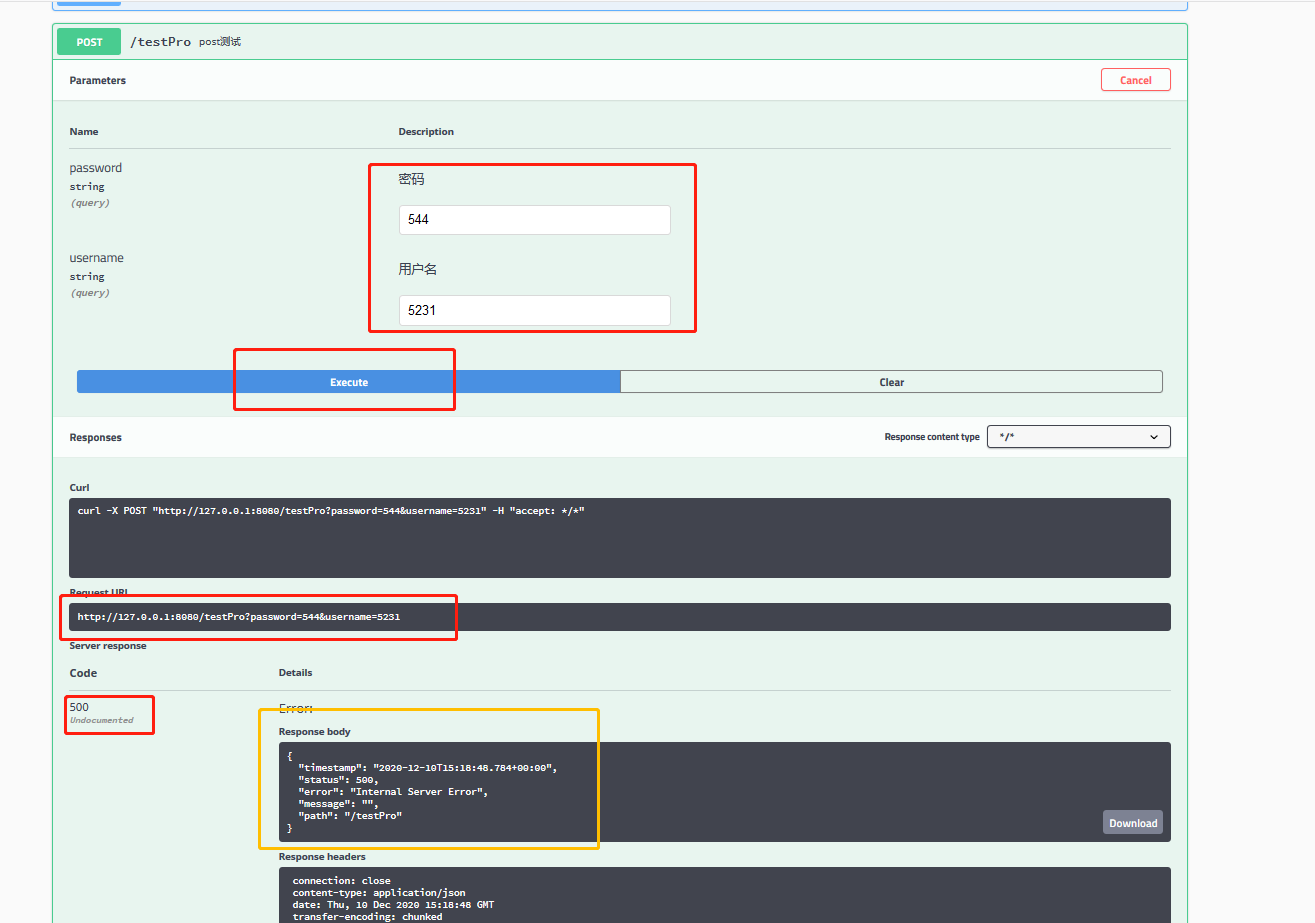 POST /testPro post测试
Parameters Cancel
Name Description
password 密码
string
(query)
544
username 用户名
string
(query)
5231
Execute Clear
Responses Response content type */*
Curl
curl -X POST "http://127.0.0.1:8080/testPro?password=544&username=5231" -H "accept: */*"
Request URL
http://127.0.0.1:8080/testPro?password=544&username=5231
Server response
Code Details
500 Error:
Undocumented
Response body
{
"timestamp": "2020-12-10T15:18:48.784+00:00",
"status": 500,
"error": "Internal Server Error",
"message": "",
"path": "/testPro"
}
Download
Response headers
connection: close
content-type: application/json
date: Thu, 10 Dec 2020 15:18:48 GMT
transfer-encoding: chunked